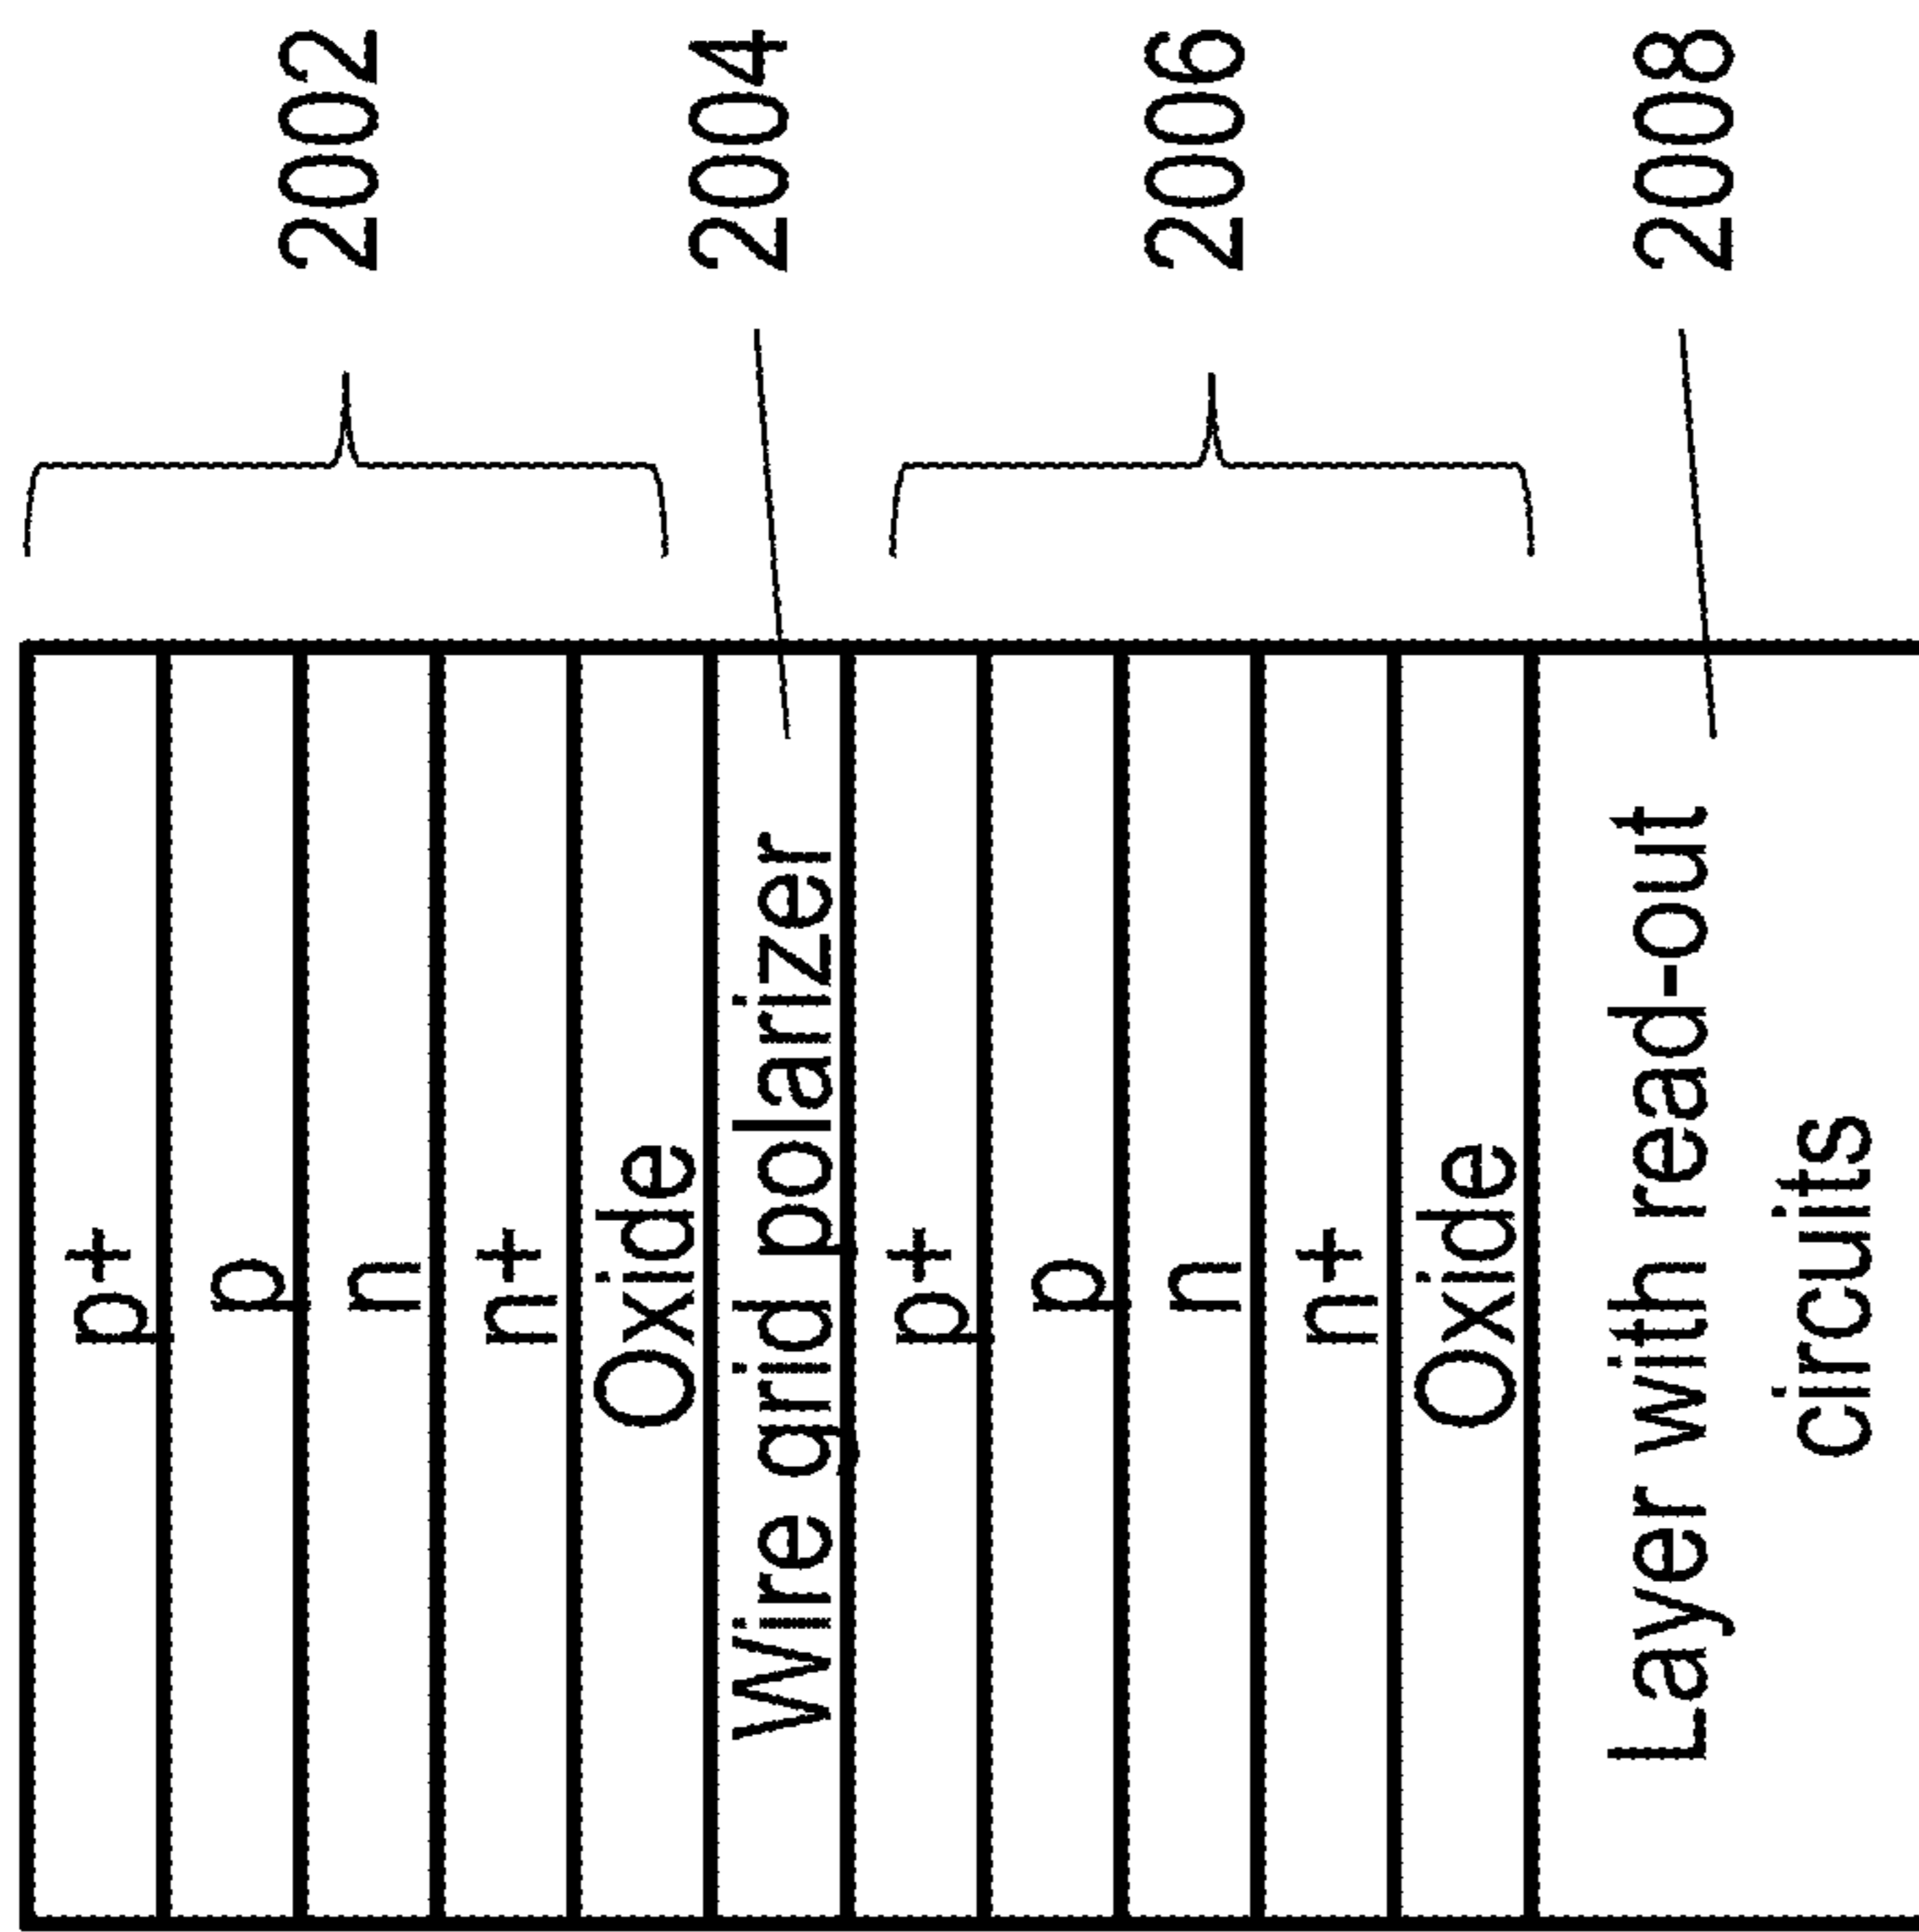 p+
p
n
n+
Oxide
Wire grid polarizer
p+
p
n
n+
Oxide
Layer with read-out
circuits
2002
2004
2006
2008